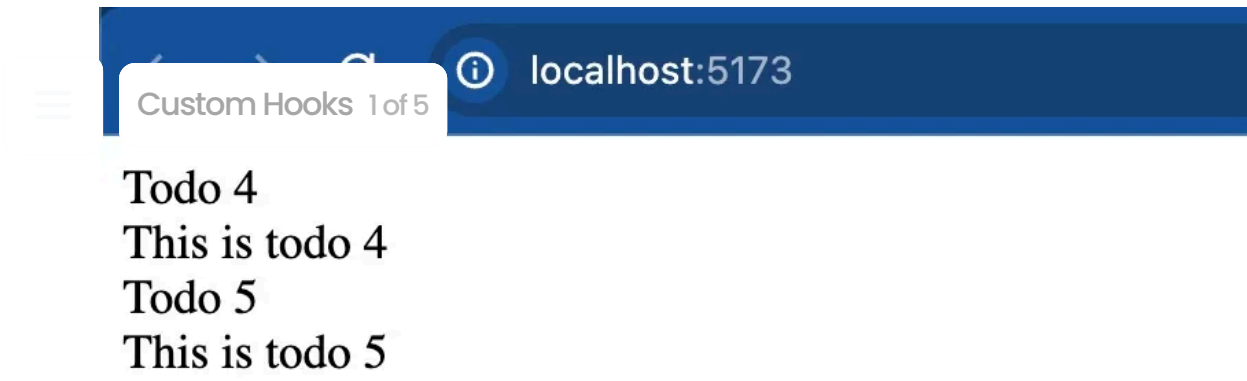 localhost:5173
Custom Hooks 1 of 5
Todo 4
This is todo 4
Todo 5
This is todo 5